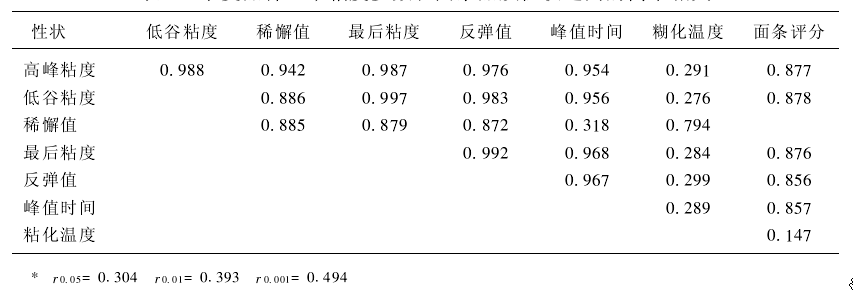 性状 低谷粘度 稀懈值 最后粘度 反弹值 峰值时间 糊化温度 面条评分
高峰粘度 0.988 0.942 0.987 0.976 0.954 0.291 0.877
低谷粘度 0.886 0.997 0.983 0.956 0.276 0.878
稀懈值 0.885 0.879 0.872 0.318 0.794
最后粘度 0.992 0.968 0.284 0.876
反弹值 0.967 0.299 0.856
峰值时间 0.289 0.857
粘化温度 0.147
* r0.05= 0.304 r0.01= 0.393 r0.001= 0.494